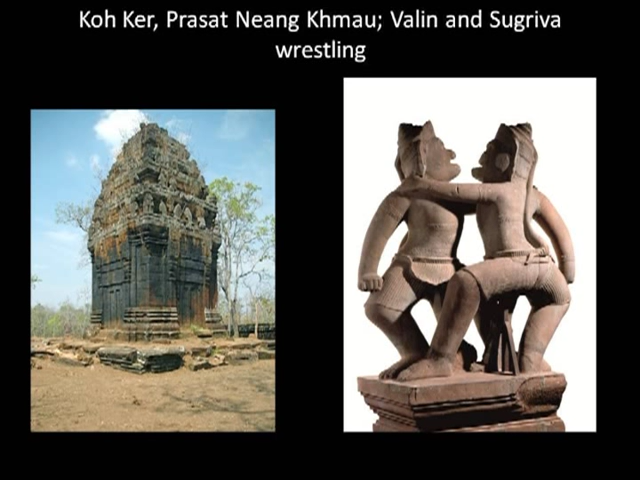 Koh Ker, Prasat Neang Khmau; Valin and Sugriva
wrestling